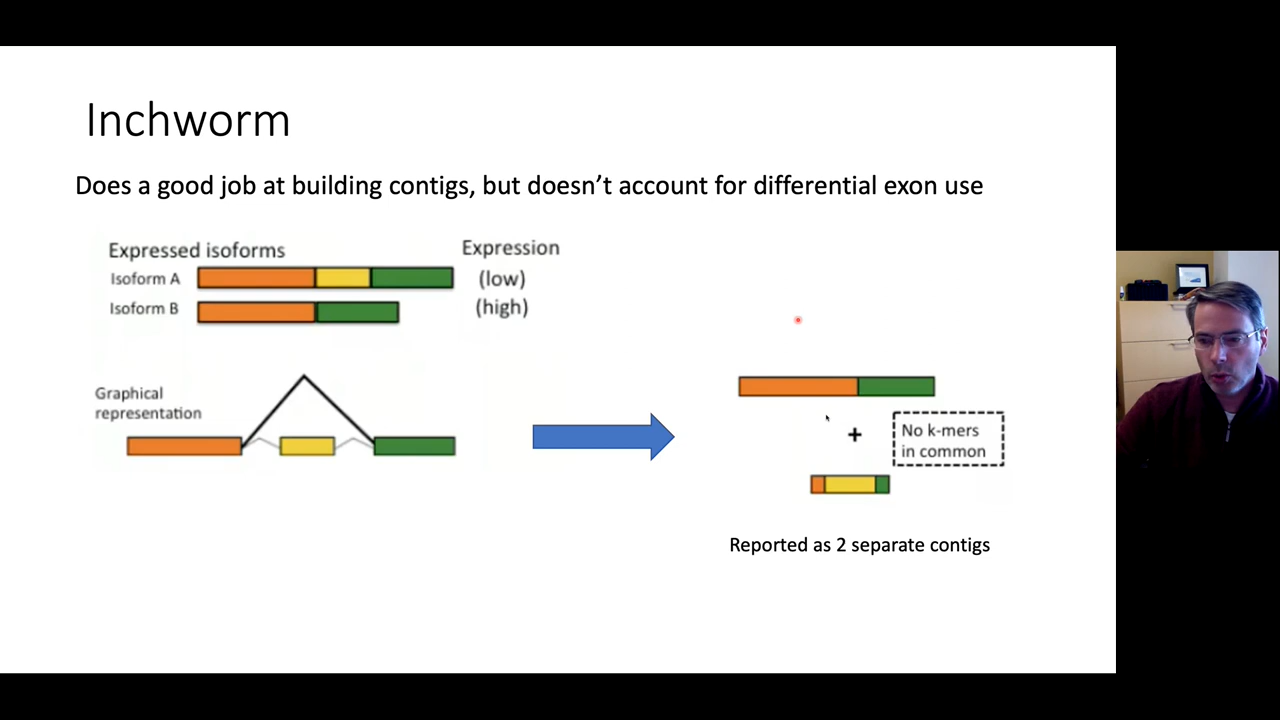 Inchworm
Does a good job at building contigs, but doesn’t account for differential exon use
Expressed isoforms
Expression
Isoform A
(low)
Isoform B
(high)
Graphical
representation
+
No k-mers
in common
Reported as 2 separate contigs